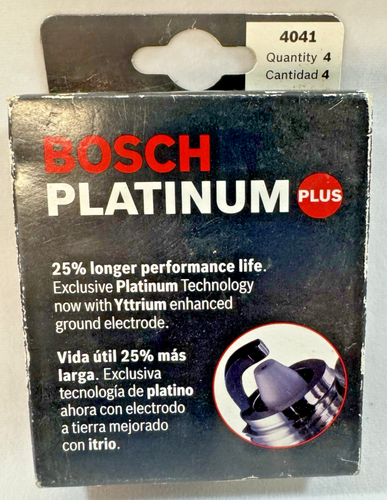 4041
Quantity 4
Cantidad 4
BOSCH
PLATINUM PLUS
25% longer performance life.
Exclusive Platinum Technology
now with Yttrium enhanced
ground electrode.
Vida útil 25% más
larga. Exclusiva
tecnología de platino
ahora con electrodo
a tierra mejorado
con itrio.